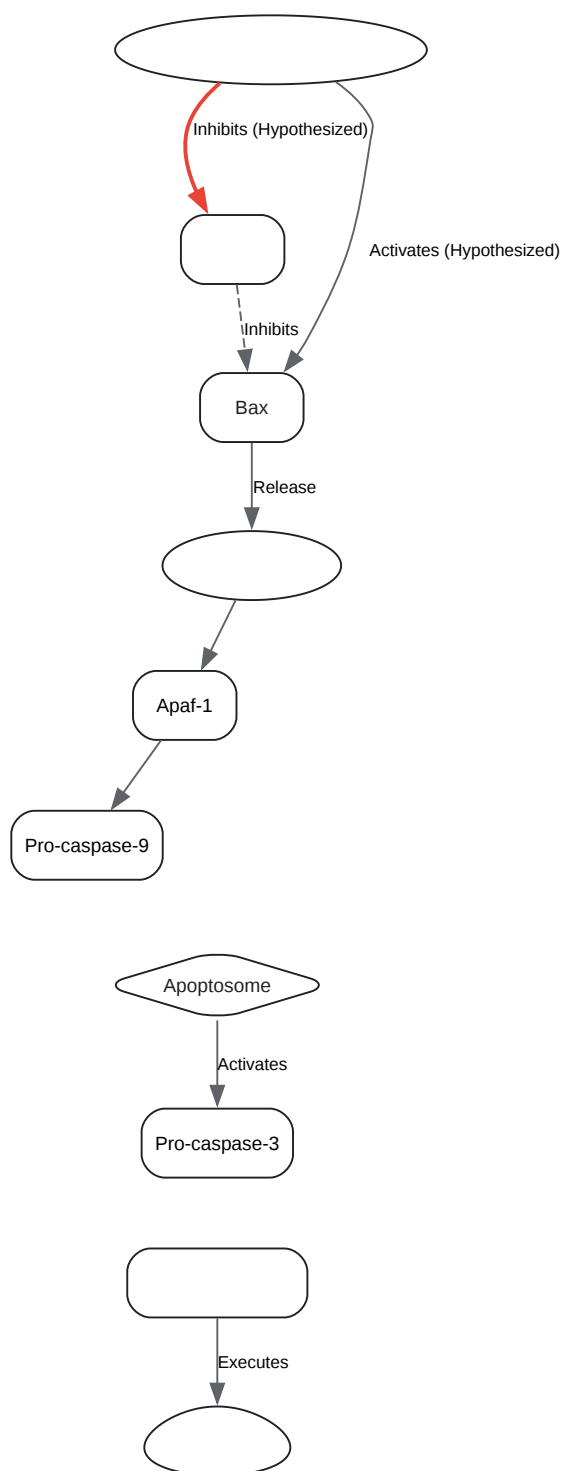 Inhibits (Hypothesized)
Activates (Hypothesized)
Inhibits
Bax
Release
Apaf-1
Pro-caspase-9
Apoptosome
Activates
Pro-caspase-3
Executes